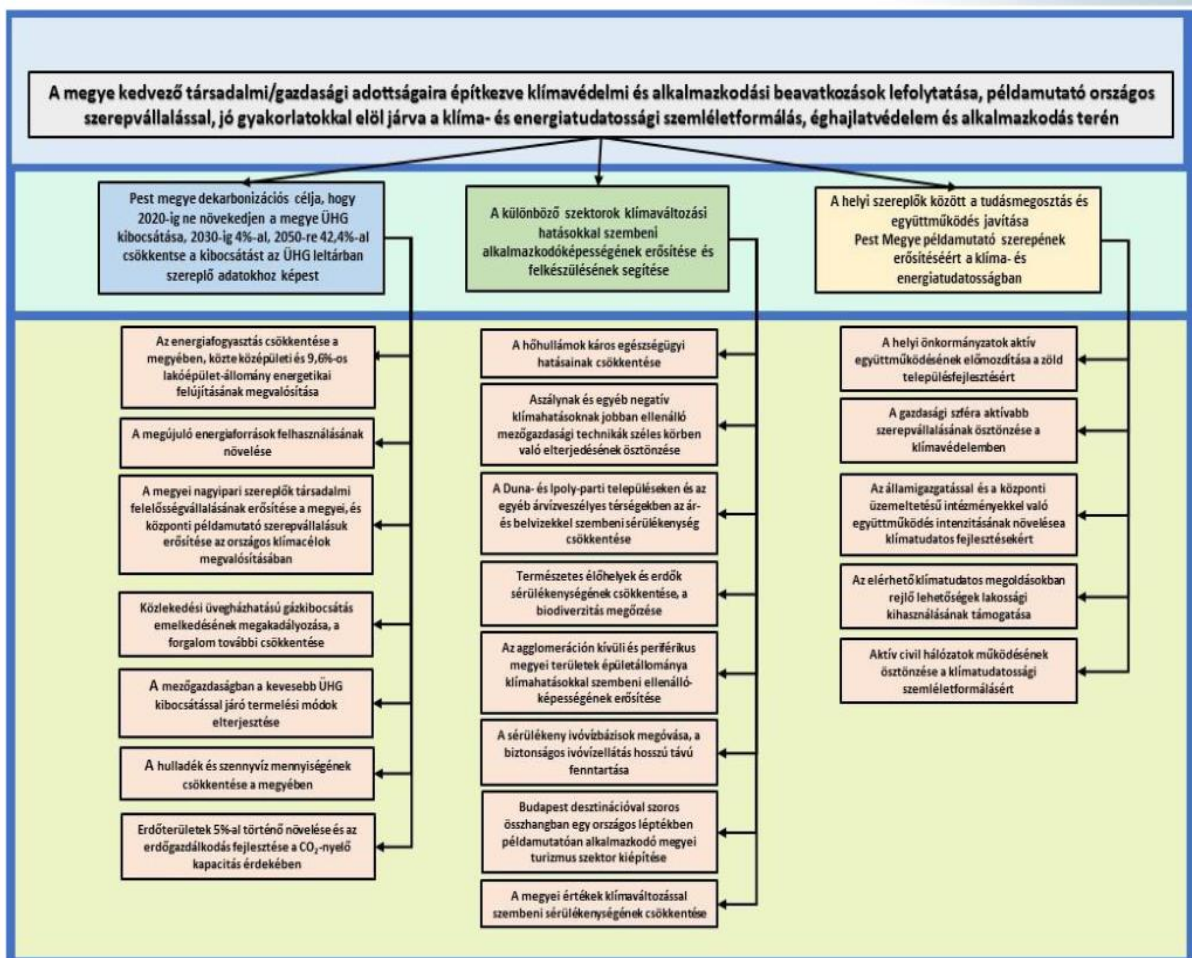 A megye kedvező társadalmi/gazdasági adottságaira építkezve klímavédelmi és alkalmazkodási beavatkozások lefolytatása, példamutató országos
szerepvállalással, jó gyakorlatokkal elöl járva a klíma- és energiatudatossági szemléletformálás, éghajlatvédelem és alkalmazkodás terén
Pest megye dekarbonizációs célja, hogy
2020-ig ne növekedjen a megye ÜHG
kibocsátása, 2030-ig 4%-al, 2050-re 42,4%-al
csökkentse a kibocsátást az ÜHG leltárban
szereplő adatokhoz képest
Az energiafogyasztás csökkentése a
megyében, közte középületi és 9,6%-os
lakóépület-állomány energetikai
felújításának megvalósítása
A megújuló energiaforrások felhasználásának
növelése
A megyei nagyipari szereplők társadalmi
felelősségvállalásának erősítése a megyei, és
központi példamutató szerepvállalásuk
erősítése az országos klímacélok
megvalósításában
Közlekedési üvegházhatású gázkibocsátás
emelkedésének megakadályozása, a
forgalom további csökkentése
A mezőgazdaságban a kevesebb ÜHG
kibocsátással járó termelési módok
elterjesztése
A hulladék és szennyvíz mennyiségének
csökkentése a megyében
Erdőterületek 5%-al történő növelése és az
erdőgazdálkodás fejlesztése a CO₂-nyelő
kapacitás érdekében
A különböző szektorok klímaváltozási
hatásokkal szembeni
alkalmazkodóképességének erősítése és
felkészülésének segítése
A hőhullámok káros egészségügyi
hatásainak csökkentése
Aszálynak és egyéb negatív
klímahatásoknak jobban ellenálló
mezőgazdasági technikák széles körben
való elterjedésének ösztönzése
A Duna- és Ipoly-parti településeken és az
egyéb árvízveszélyes térségekben az ár-
és belvizekkel szembeni sérülékenység
csökkentése
Természetes élőhelyek és erdők
sérülékenységének csökkentése, a
biodiverzitás megőrzése
Az agglomeráción kívüli és periférikus
megyei területek épületállománya
klímahatásokkal szembeni ellenálló-
képességének erősítése
A sérülékeny ivóvízbázisok megóvása, a
biztonságos ivóvízellátás hosszú távú
fenntartása
Budapest desztinációval szoros
összhangban egy országos léptékben
példamutatóan alkalmazkodó megyei
turizmus szektor kiépítése
A megyei értékek klímaváltozással
szembeni sérülékenységének csökkentése
A helyi szereplők között a tudásmegosztás és
együttműködés javítása
Pest Megye példamutató szerepének
erősítéséért a klíma- és
energiatudatosságban
A helyi önkormányzatok aktív
együttműködésének előmozdítása a zöld
településfejlesztésért
A gazdasági szféra aktívabb
szerepvállalásának ösztönzése a
klímavédelemben
Az államigazgatással és a központi
üzemeltetésű intézményekkel való
együttműködés intenzitásának növelésea
klímatudatos fejlesztésekért
Az elérhető klímatudatos megoldásokban
rejlő lehetőségek lakossági
kihasználásának támogatása
Aktív civil hálózatok működésének
ösztönzése a klímatudatossági
szemléletformálásért